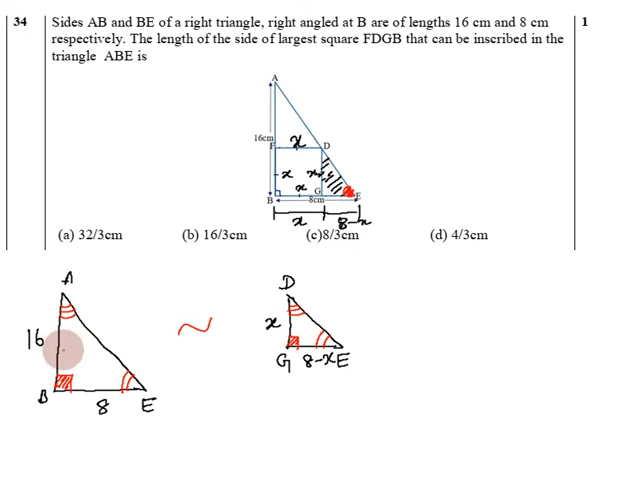 34 Sides AB and BE of a right triangle, right angled at B are of lengths 16 cm and 8 cm 1
respectively. The length of the side of largest square FDGB that can be inscribed in the
triangle ABE is
A
16cm
F x D
x x
x G E
B 8cm
x 8-x
(a) 32/3cm (b) 16/3cm (c)8/3cm (d) 4/3cm
A D
16 ~ x
G 8-x E
B 8 E